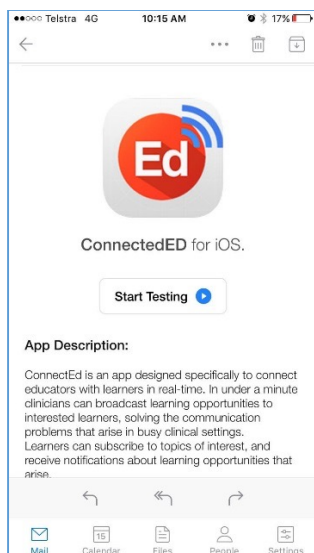 Telstra 4G 10:15 AM 17%
Ed
ConnectedED for iOS.
Start Testing
App Description:
ConnectEd is an app designed specifically to connect
educators with learners in real-time. In under a minute
clinicians can broadcast learning opportunities to
interested learners, solving the communication
problems that arise in busy clinical settings.
Learners can subscribe to topics of interest, and
receive notifications about learning opportunities that
arise.
15
Mail Calendar Files People Settings